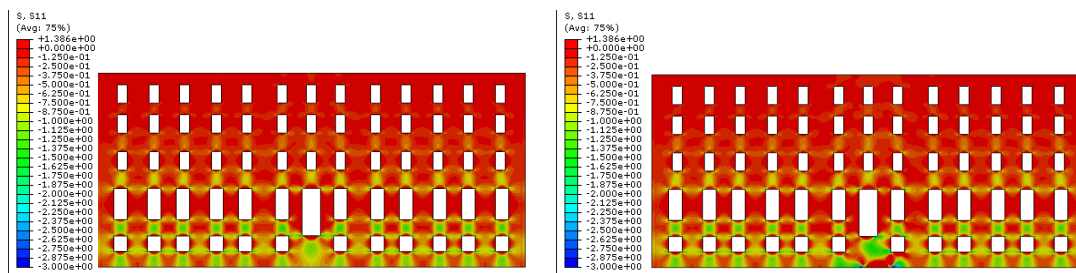 S, S11
(Avg: 75%)
+1.386e+00
+0.000e+00
-1.250e-01
-2.500e-01
-3.750e-01
-5.000e-01
-6.250e-01
-7.500e-01
-8.750e-01
-1.000e+00
-1.125e+00
-1.250e+00
-1.375e+00
-1.500e+00
-1.625e+00
-1.750e+00
-1.875e+00
-2.000e+00
-2.125e+00
-2.250e+00
-2.375e+00
-2.500e+00
-2.625e+00
-2.750e+00
-2.875e+00
-3.000e+00
S, S11
(Avg: 75%)
+1.386e+00
+0.000e+00
-1.250e-01
-2.500e-01
-3.750e-01
-5.000e-01
-6.250e-01
-7.500e-01
-8.750e-01
-1.000e+00
-1.125e+00
-1.250e+00
-1.375e+00
-1.500e+00
-1.625e+00
-1.750e+00
-1.875e+00
-2.000e+00
-2.125e+00
-2.250e+00
-2.375e+00
-2.500e+00
-2.625e+00
-2.750e+00
-2.875e+00
-3.000e+00